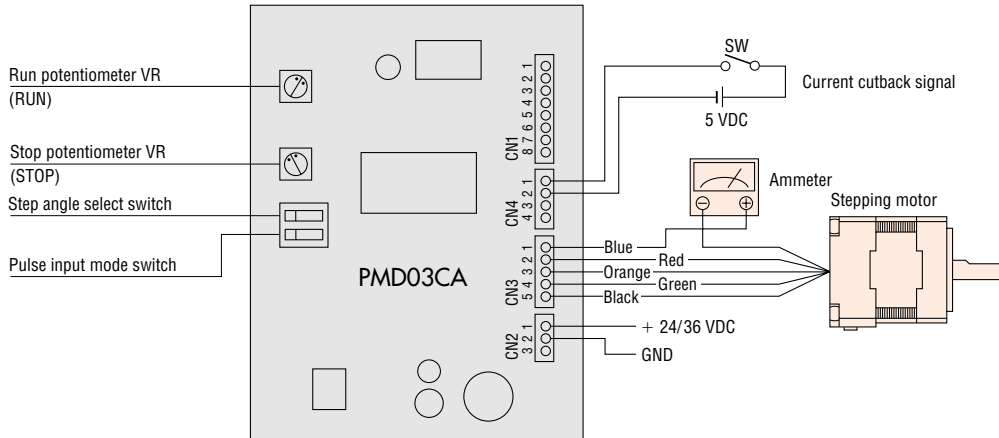 Run potentiometer VR
(RUN)
Stop potentiometer VR
(STOP)
Step angle select switch
Pulse input mode switch
PMD03CA
CN1
1
2
3
4
5
6
7
8
CN4
1
2
3
4
CN3
1
2
3
4
5
CN2
1
2
3
SW
5 VDC
Current cutback signal
Ammeter
− +
Stepping motor
Blue
Red
Orange
Green
Black
+ 24/36 VDC
GND